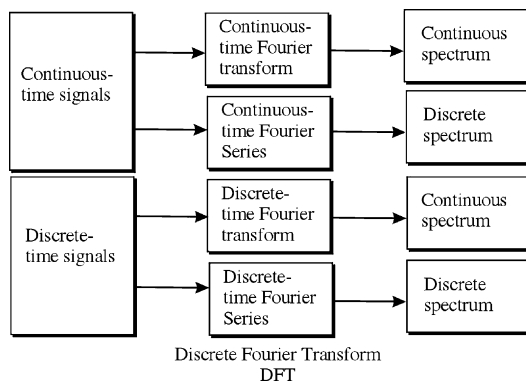 Continuous-
time signals
Continuous-
time Fourier
transform
Continuous
spectrum
Continuous-
time Fourier
Series
Discrete
spectrum
Discrete-
time signals
Discrete-
time Fourier
transform
Continuous
spectrum
Discrete-
time Fourier
Series
Discrete
spectrum
Discrete Fourier Transform
DFT